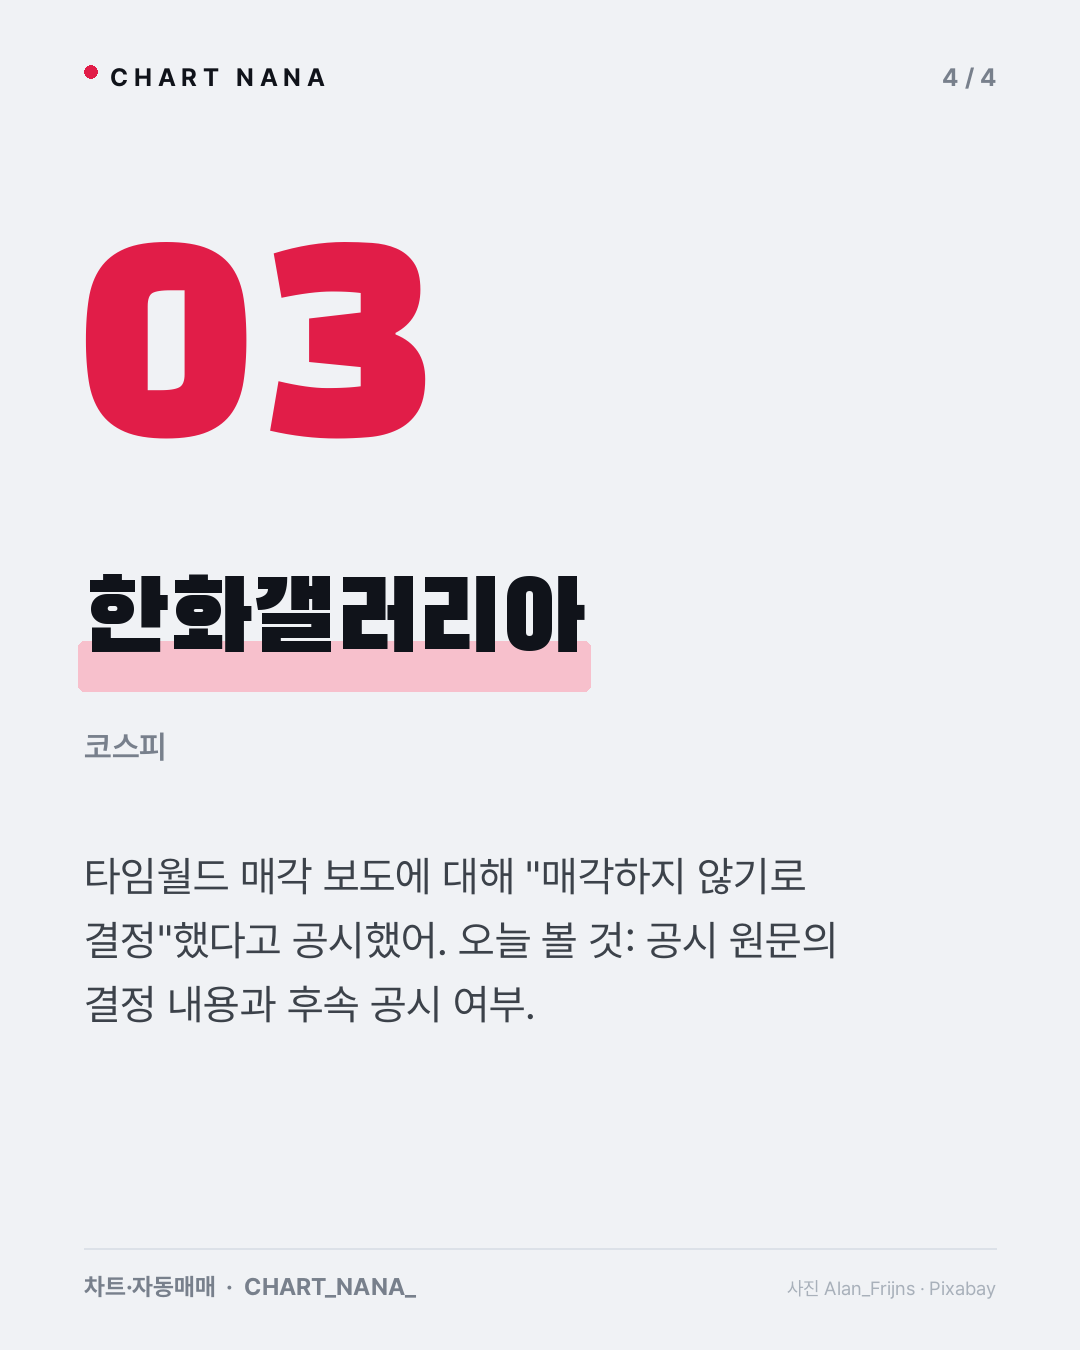 CHART NANA
4 / 4
03
한화갤러리아
코스피
타임월드 매각 보도에 대해 "매각하지 않기로
결정"했다고 공시했어. 오늘 볼 것: 공시 원문의
결정 내용과 후속 공시 여부.
차트·자동매매 · CHART_NANA_
사진 Alan_Frijns · Pixabay